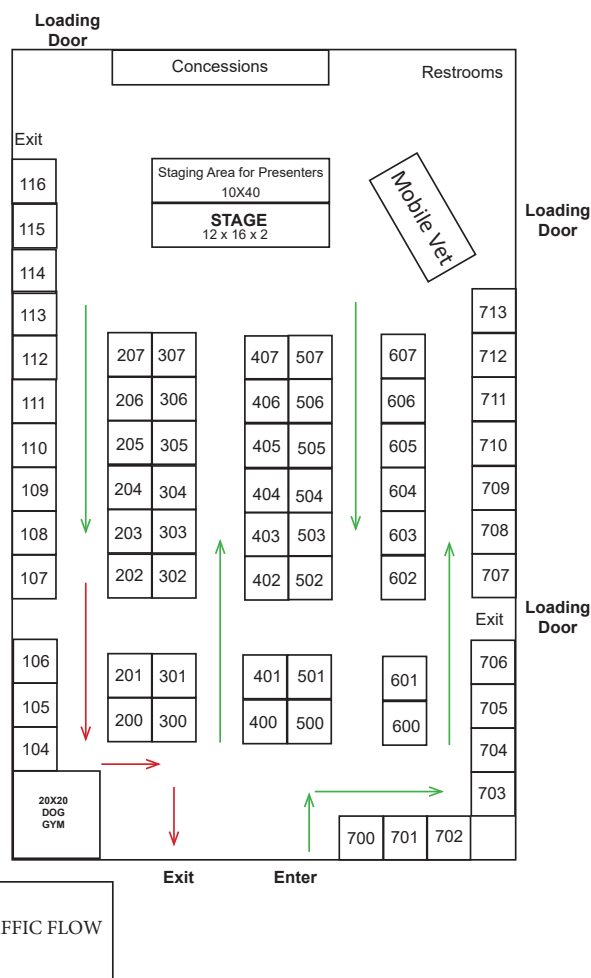 Loading
Door
Concessions
Restrooms
Exit
116
Staging Area for Presenters
10X40
STAGE
12 x 16 x 2
Mobile Vet
115
Loading
Door
114
113
713
112
207 307
407 507
607
712
111
206 306
406 506
606
711
110
205 305
405 505
605
710
109
204 304
404 504
604
709
108
203 303
403 503
603
708
107
202 302
402 502
602
707
Loading
Door
Exit
106
201 301
401 501
601
706
105
200 300
400 500
600
705
104
704
703
20X20
DOG
GYM
700 701 702
Exit
Enter
FFIC FLOW